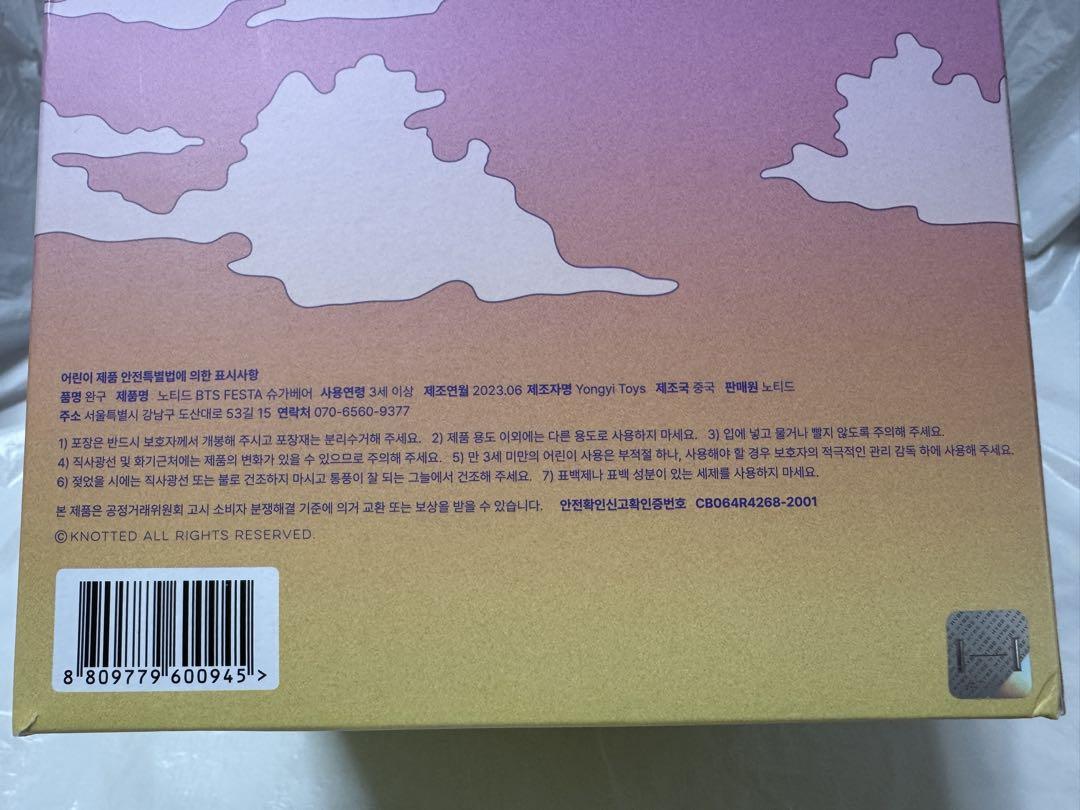 어린이 제품 안전특별법에 의한 표시사항
품명 완구 제품명 노티드 BTS FESTA 슈가베어 사용연령 3세 이상 제조연월 2023.06 제조자명 Yongyi Toys 제조국 중국 판매원 노티드
주소 서울특별시 강남구 도산대로 53길 15 연락처 070-6560-9377
1) 포장은 반드시 보호자께서 개봉해 주시고 포장재는 분리수거해 주세요. 2) 제품 용도 이외에는 다른 용도로 사용하지 마세요. 3) 입에 넣고 물거나 빨지 않도록 주의해 주세요.
4) 직사광선 및 화기근처에는 제품의 변화가 있을 수 있으므로 주의해 주세요. 5) 만 3세 미만의 어린이 사용은 부적절 하나, 사용해야 할 경우 보호자의 적극적인 관리 감독 하에 사용해 주세요.
6) 젖었을 시에는 직사광선 또는 불로 건조하지 마시고 통풍이 잘 되는 그늘에서 건조해 주세요. 7) 표백제나 표백 성분이 있는 세제를 사용하지 마세요.
본 제품은 공정거래위원회 고시 소비자 분쟁해결 기준에 의거 교환 또는 보상을 받을 수 있습니다. 안전확인신고확인증번호 CB064R4268-2001
©KNOTTED ALL RIGHTS RESERVED.
8 809779 600945 >